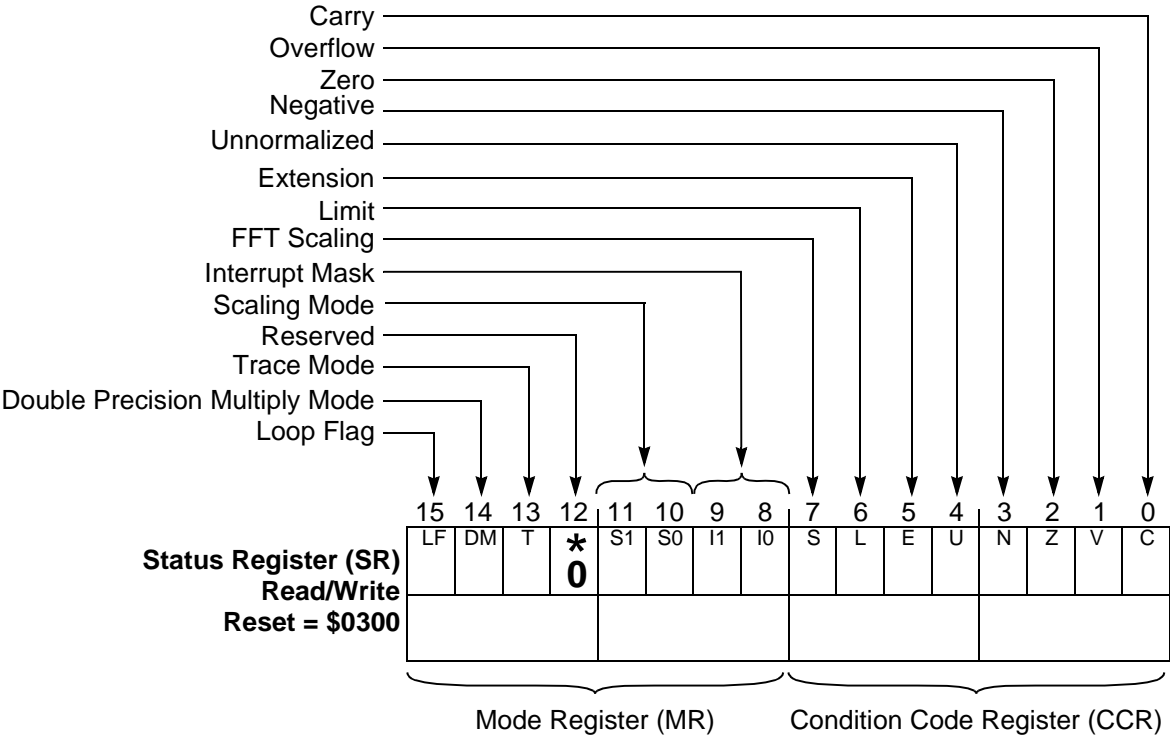 Carry
Overflow
Zero
Negative
Unnormalized
Extension
Limit
FFT Scaling
Interrupt Mask
Scaling Mode
Reserved
Trace Mode
Double Precision Multiply Mode
Loop Flag
15 14 13 12 11 10 9 8 7 6 5 4 3 2 1 0
LF DM T * S1 S0 I1 I0 S L E U N Z V C
0
Status Register (SR)
Read/Write
Reset = $0300
Mode Register (MR) Condition Code Register (CCR)